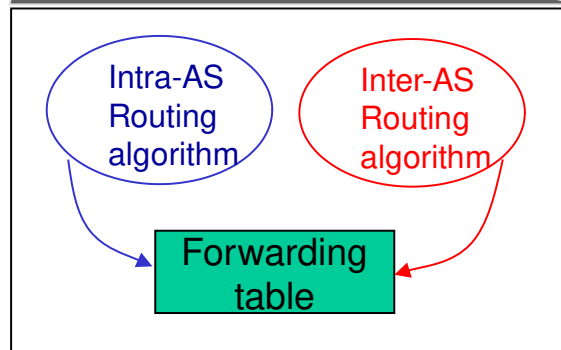 Intra-AS
Routing
algorithm
Inter-AS
Routing
algorithm
Forwarding
table